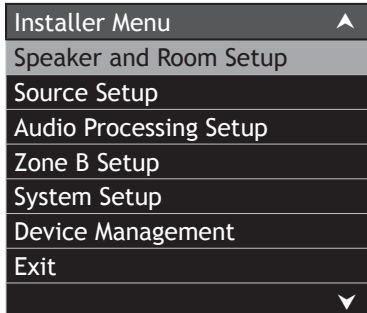 Installer Menu
Speaker and Room Setup
Source Setup
Audio Processing Setup
Zone B Setup
System Setup
Device Management
Exit